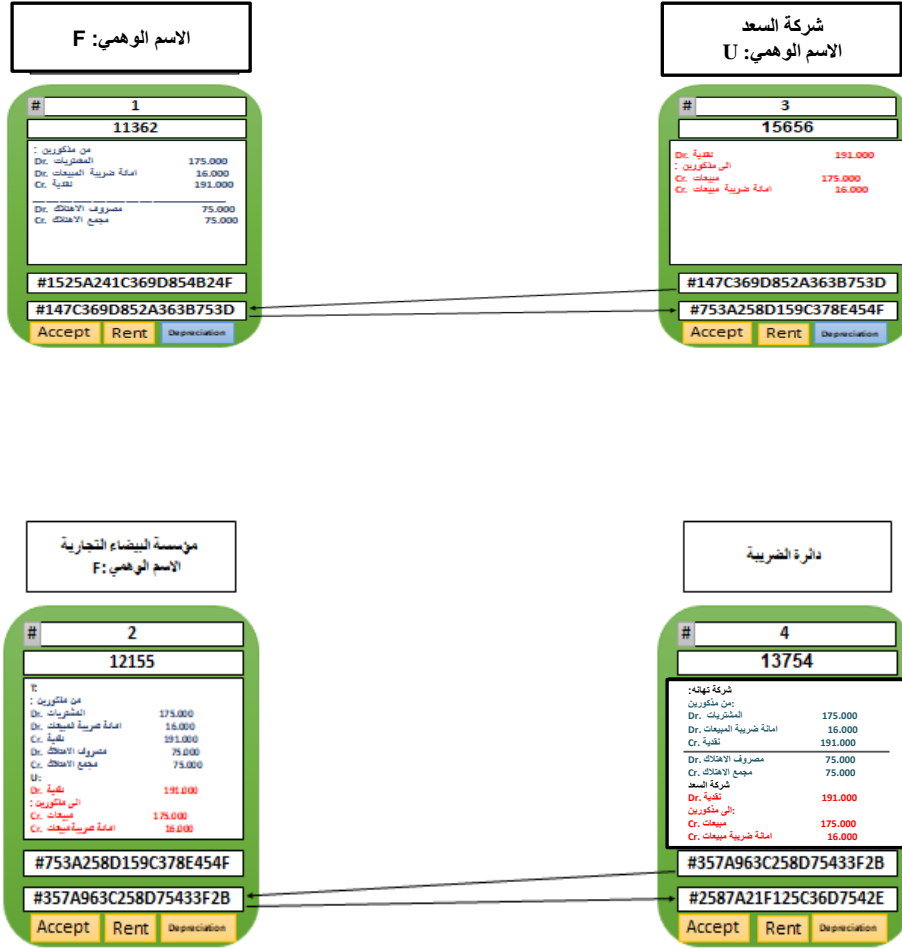 الاسم الوهمي: F
# 1
11362
من مذكورين :
Dr. المشتريات 175.000
Dr. امانة ضريبة المبيعات 16.000
Cr. نقدية 191.000
Dr. مصروف الاهتلاك 75.000
Cr. مجمع الاهتلاك 75.000
#1525A241C369D854B24F
#147C369D852A363B753D
Accept Rent Depreciation
شركة السعد
الاسم الوهمي: U
# 3
15656
Dr. نقدية 191.000
الى مذكورين :
Cr. مبيعات 175.000
Cr. امانة ضريبة مبيعات 16.000
#147C369D852A363B753D
#753A258D159C378E454F
Accept Rent Depreciation
مؤسسة البيضاء التجارية
الاسم الوهمي: F
# 2
12155
من مذكورين :
Dr. المشتريات 175.000
Dr. امانة ضريبة المبيعات 16.000
Cr. نقدية 191.000
Dr. مصروف الاهتلاك 75.000
Cr. مجمع الاهتلاك 75.000
U:
Dr. نقدية 191.000
الى مذكورين :
Cr. مبيعات 175.000
Cr. امانة ضريبة مبيعات 16.000
#753A258D159C378E454F
#357A963C258D75433F2B
Accept Rent Depreciation
دائرة الضريبة
# 4
13754
شركة تهانه:
من مذكورين:
Dr. المشتريات 175.000
Dr. امانة ضريبة المبيعات 16.000
Cr. نقدية 191.000
Dr. مصروف الاهتلاك 75.000
Cr. مجمع الاهتلاك 75.000
شركة السعد
Dr. نقدية 191.000
الى مذكورين:
Cr. مبيعات 175.000
Cr. امانة ضريبة مبيعات 16.000
#357A963C258D75433F2B
#2587A21F125C36D7542E
Accept Rent Depreciation